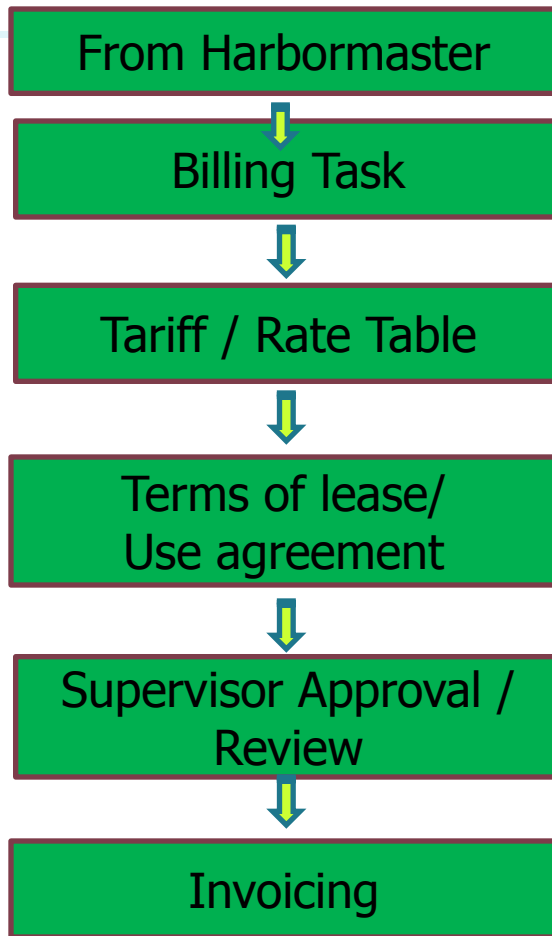 From Harbormaster
Billing Task
Tariff / Rate Table
Terms of lease/
Use agreement
Supervisor Approval /
Review
Invoicing